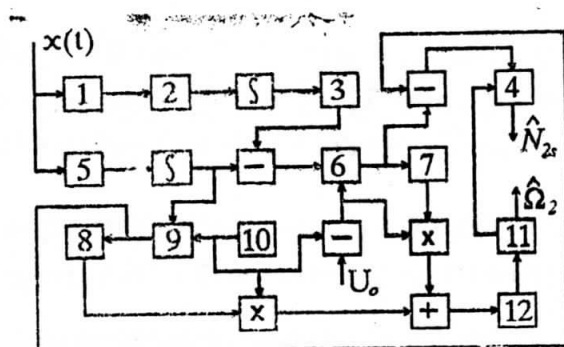 x(t)
1 2 ∫ 3 − 4
N̂₂ₛ
5 ∫ − 6 7
Ω̂₂
8 9 10 − x 11
U₀
x + 12